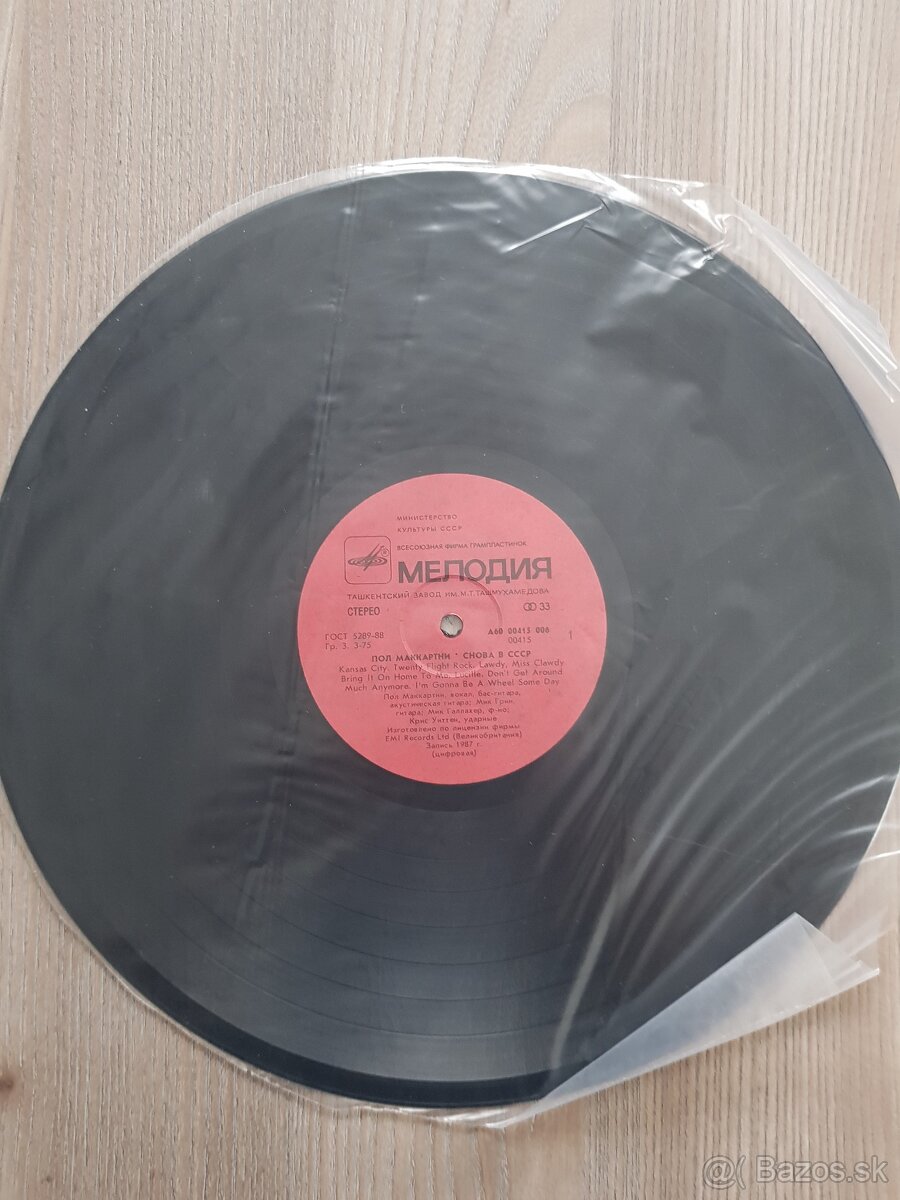 МИНИСТЕРСТВО
КУЛЬТУРЫ СССР
ВСЕСОЮЗНАЯ ФИРМА ГРАМПЛАСТИНОК
МЕЛОДИЯ
ТАШКЕНТСКИЙ ЗАВОД ИМ. М.Т. ТАШМУХАМЕДОВА
СТЕРЕО 33
ГОСТ 5289-88 А60 00415 006 1
Гр. 3. 3-75 00415
ПОЛ МАККАРТНИ * СНОВА В СССР
Kansas City. Twenty Flight Rock. Lawdy, Miss Clawdy
Bring It On Home To Me. Lucille. Don't Get Around
Much Anymore. I'm Gonna Be A Wheel Some Day
Пол Маккартни, вокал, бас-гитара,
акустическая гитара; Мик Грин,
гитара; Мик Галлахер, ф-но;
Крис Уиттен, ударные
Изготовлено по лицензии фирмы
EMI Records Ltd (Великобритания)
Запись 1987 г.
(цифровая)
@( Bazos.sk